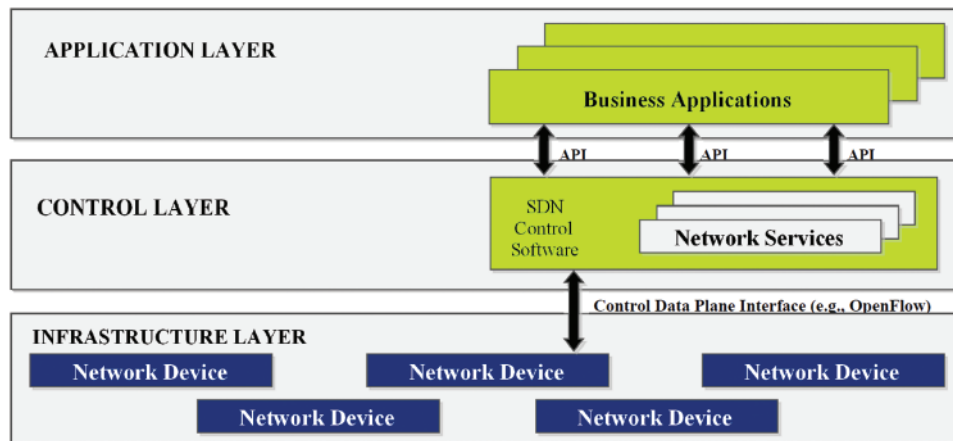 APPLICATION LAYER
Business Applications
API
API
API
CONTROL LAYER
SDN
Control
Software
Network Services
Control Data Plane Interface (e.g., OpenFlow)
INFRASTRUCTURE LAYER
Network Device
Network Device
Network Device
Network Device
Network Device